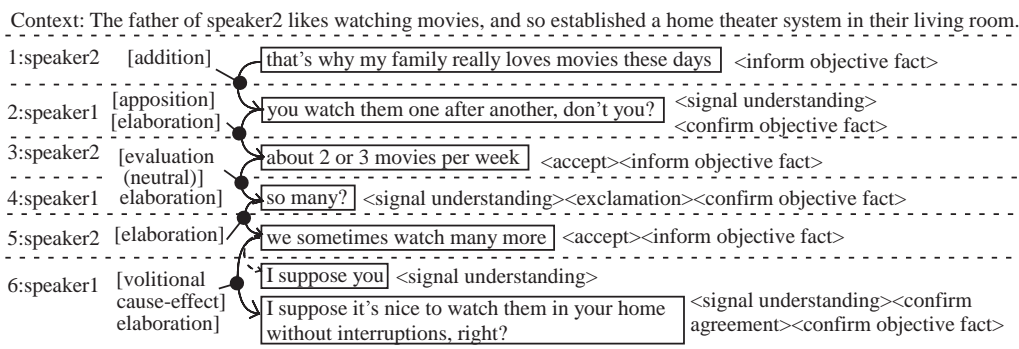 Context: The father of speaker2 likes watching movies, and so established a home theater system in their living room.
1:speaker2 [addition] that's why my family really loves movies these days <inform objective fact>
2:speaker1 [apposition] [elaboration] you watch them one after another, don't you? <signal understanding> <confirm objective fact>
3:speaker2 about 2 or 3 movies per week <accept><inform objective fact>
[evaluation (neutral)] elaboration]
4:speaker1 so many? <signal understanding><exclamation><confirm objective fact>
5:speaker2 [elaboration] we sometimes watch many more <accept><inform objective fact>
6:speaker1 [volitional cause-effect] elaboration]
I suppose you <signal understanding>
I suppose it's nice to watch them in your home <signal understanding><confirm
without interruptions, right? agreement><confirm objective fact>